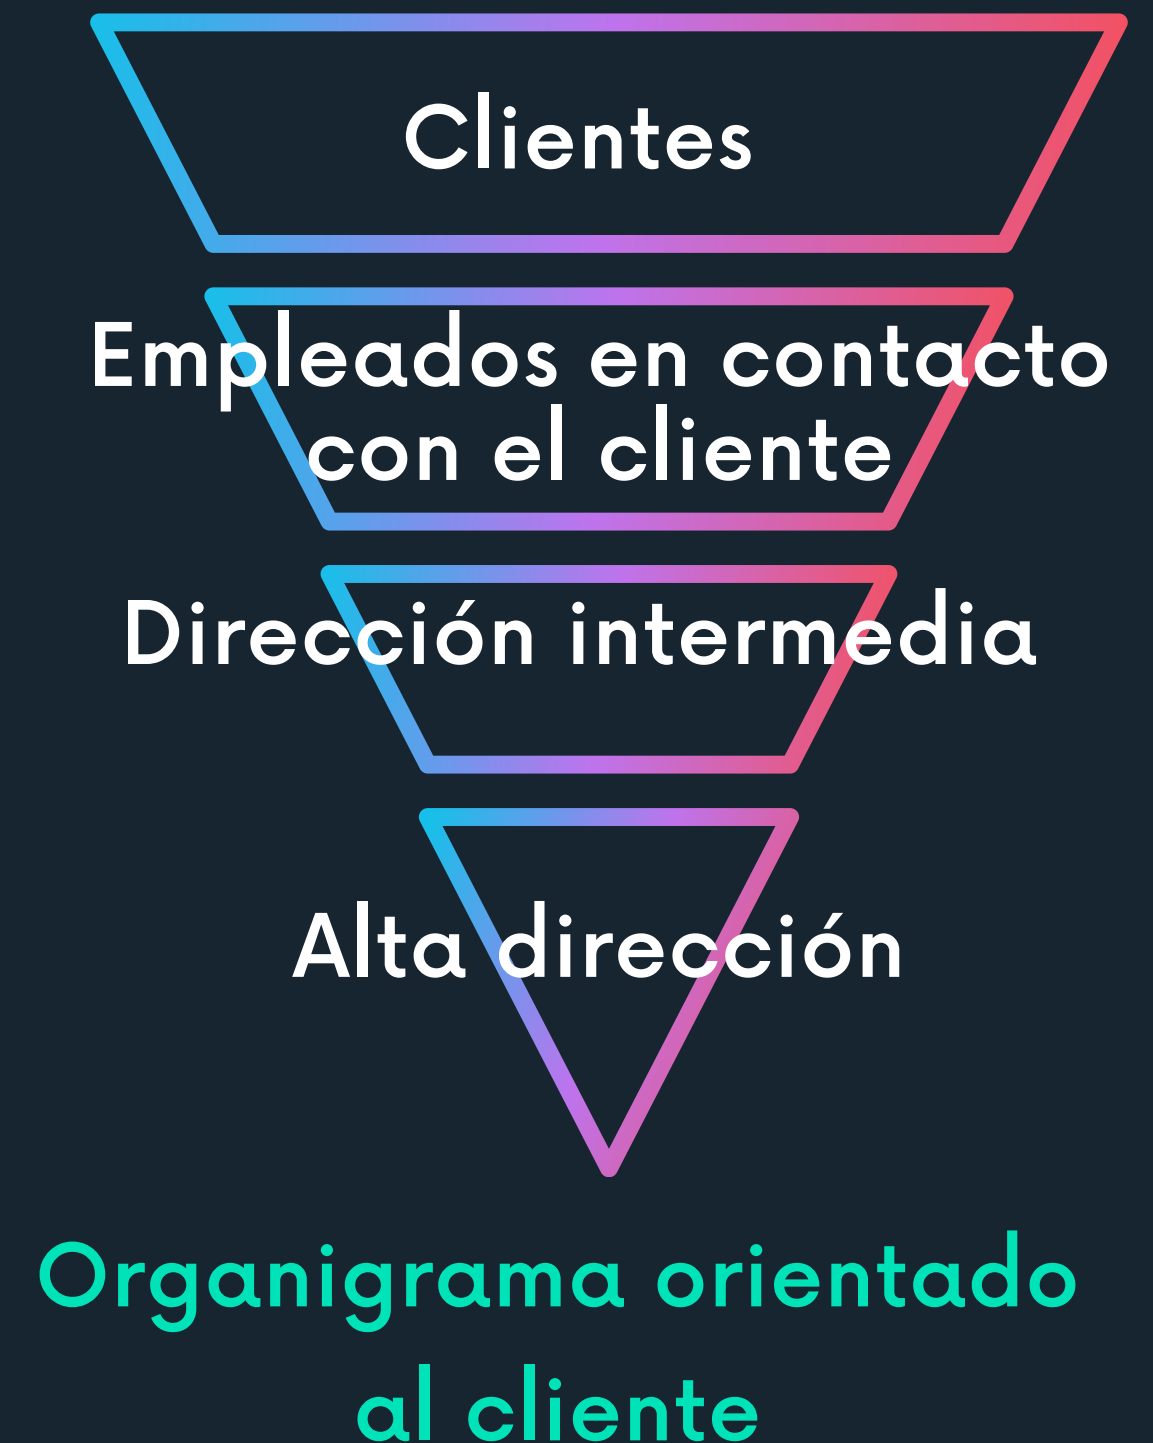 Clientes
Empleados en contacto
con el cliente
Dirección intermedia
Alta dirección
Organigrama orientado
al cliente